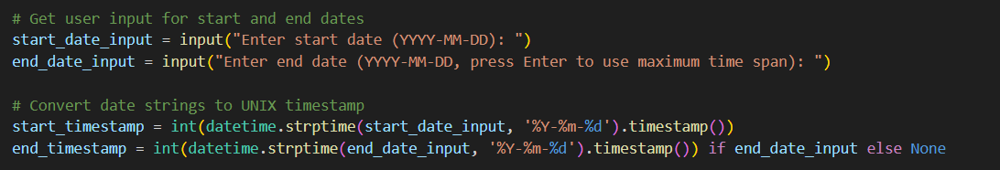 # Get user input for start and end dates
start_date_input = input("Enter start date (YYYY-MM-DD): ")
end_date_input = input("Enter end date (YYYY-MM-DD, press Enter to use maximum time span): ")
# Convert date strings to UNIX timestamp
start_timestamp = int(datetime.strptime(start_date_input, '%Y-%m-%d').timestamp())
end_timestamp = int(datetime.strptime(end_date_input, '%Y-%m-%d').timestamp()) if end_date_input else None